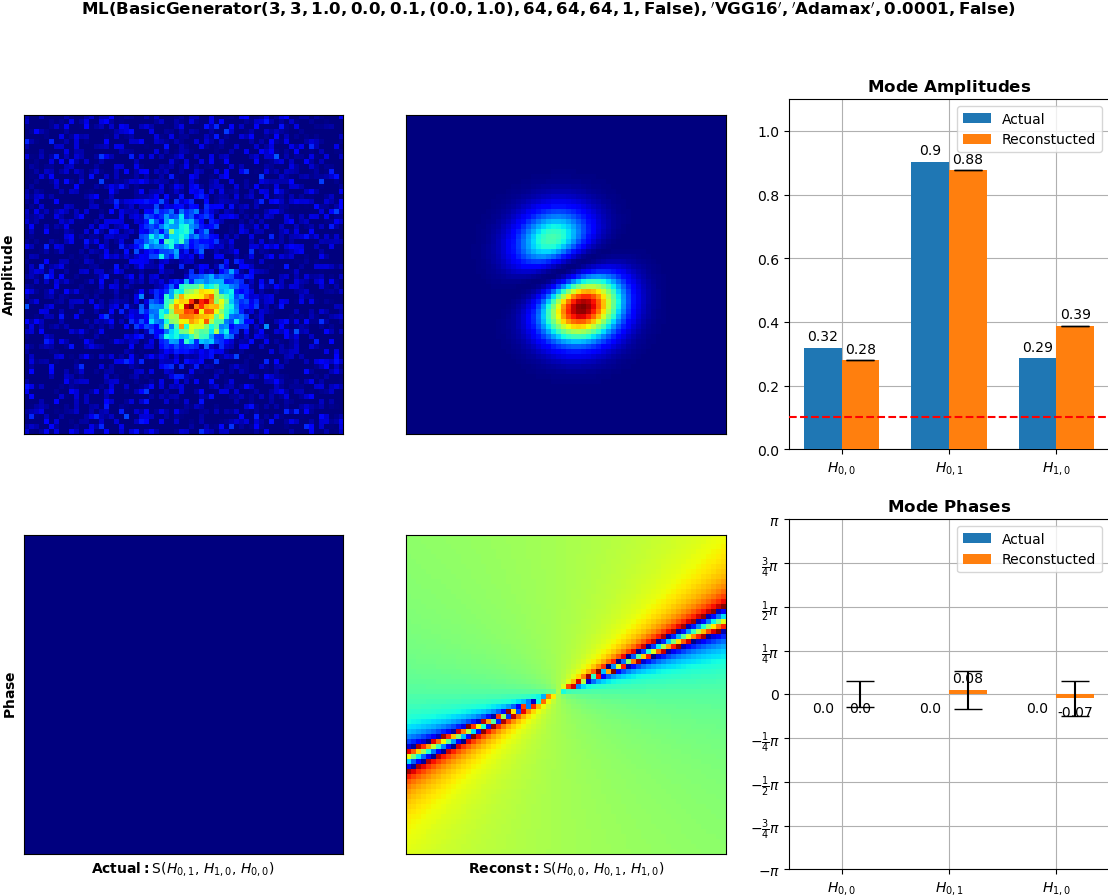 ML(BasicGenerator(3, 3, 1.0, 0.0, 0.1, (0.0, 1.0), 64, 64, 64, 1, False), ′VGG16′, ′Adamax′, 0.0001, False)
Amplitude
Mode Amplitudes
Actual
Reconstucted
1.0
0.8
0.6
0.4
0.2
0.0
0.32
0.28
0.9
0.88
0.29
0.39
H0,0
H0,1
H1,0
Phase
Actual: S(H0,1, H1,0, H0,0)
Reconst: S(H0,0, H0,1, H1,0)
Mode Phases
Actual
Reconstucted
π
3/4π
1/2π
1/4π
0
−1/4π
−1/2π
−3/4π
−π
0.0
0.0
0.0
0.08
0.0
-0.07
H0,0
H0,1
H1,0